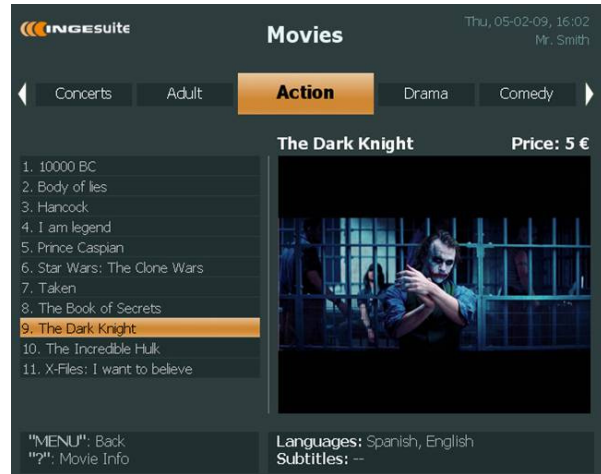 INGEsuite
Movies
Thu, 05-02-09, 16:02
Mr. Smith
Concerts
Adult
Action
Drama
Comedy
The Dark Knight
Price: 5 €
1. 10000 BC
2. Body of lies
3. Hancock
4. I am legend
5. Prince Caspian
6. Star Wars: The Clone Wars
7. Taken
8. The Book of Secrets
9. The Dark Knight
10. The Incredible Hulk
11. X-Files: I want to believe
"MENU": Back
"?": Movie Info
Languages: Spanish, English
Subtitles: --